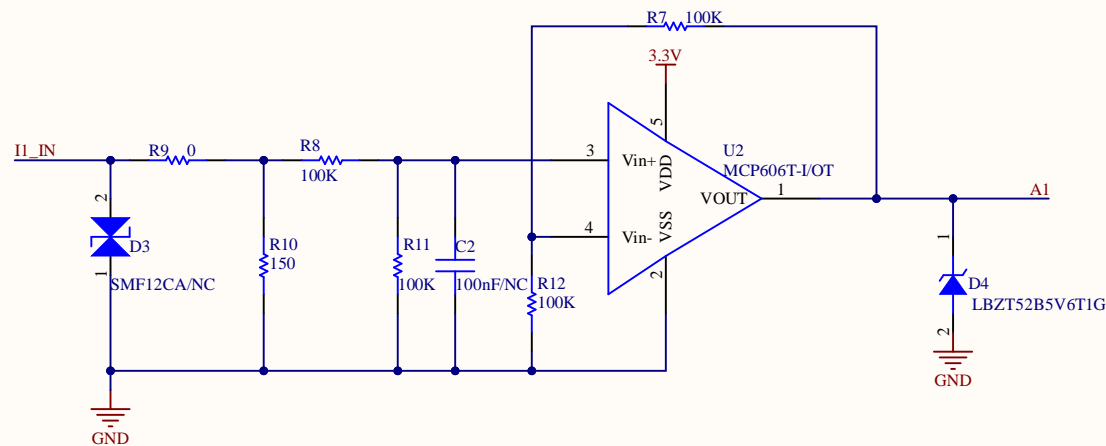 R7 100K
3.3V
I1_IN
R9 0
R8
100K
3
Vin+
VDD
5
U2
MCP606T-I/OT
VOUT
1
A1
4
Vin-
VSS
2
2
D3
1
SMF12CA/NC
R10
150
R11
100K
C2
100nF/NC
R12
100K
1
D4
LBZT52B5V6T1G
2
GND
GND